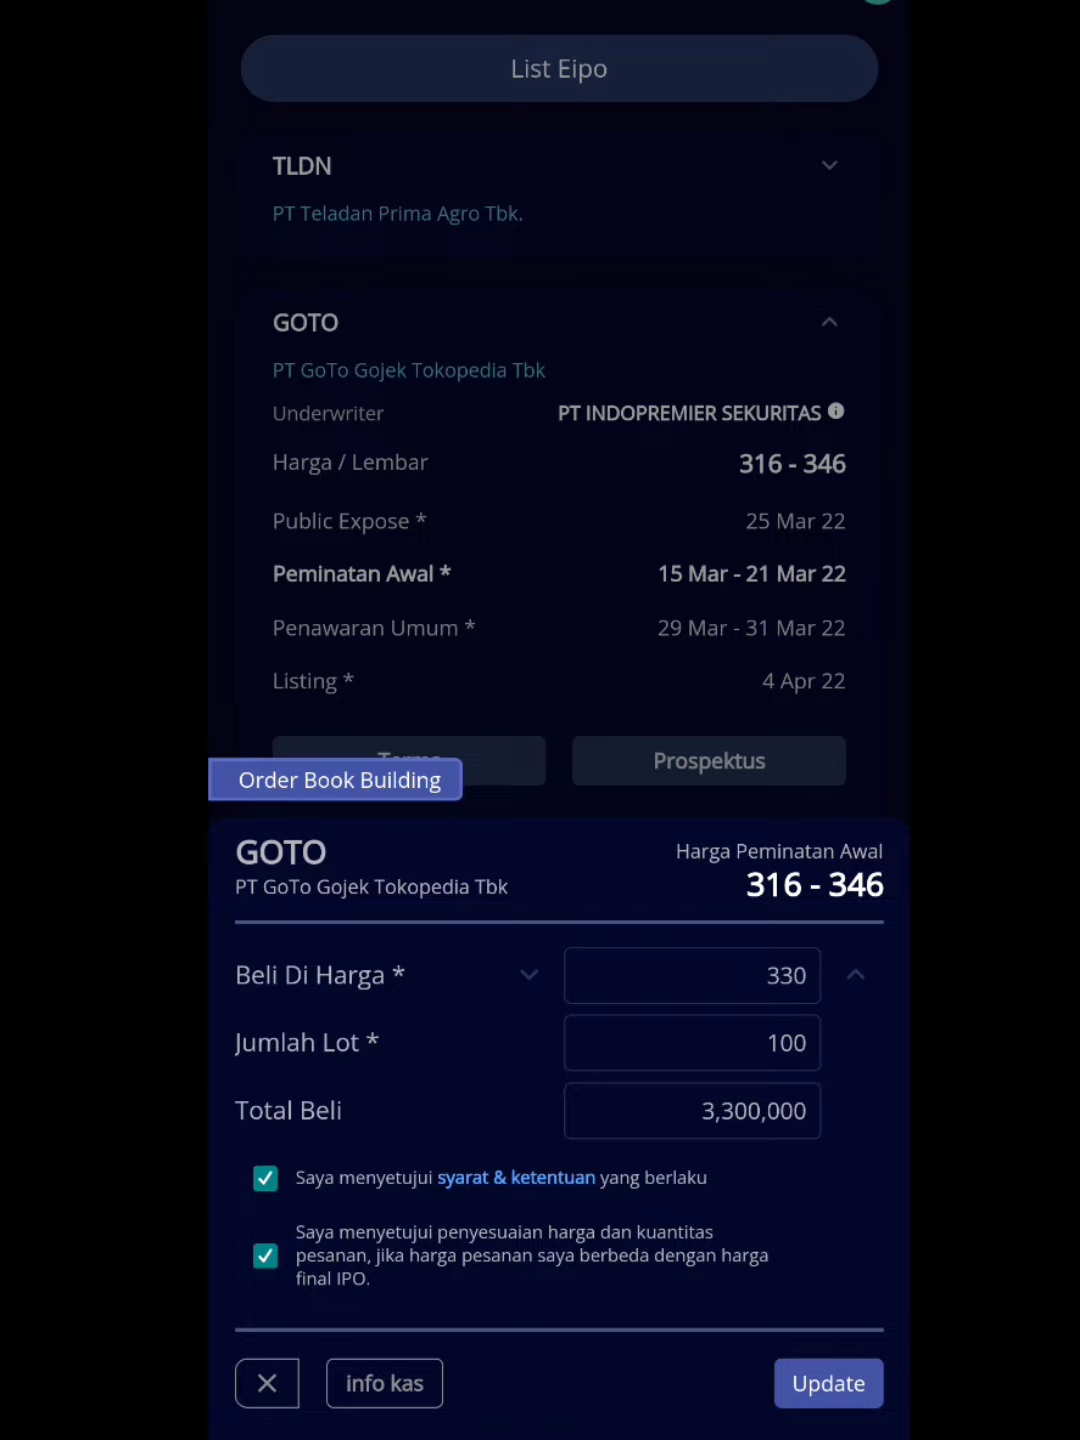 List Eipo
TLDN
PT Teladan Prima Agro Tbk.
GOTO
PT GoTo Gojek Tokopedia Tbk
Underwriter PT INDOPREMIER SEKURITAS
Harga / Lembar 316 - 346
Public Expose * 25 Mar 22
Peminatan Awal * 15 Mar - 21 Mar 22
Penawaran Umum * 29 Mar - 31 Mar 22
Listing * 4 Apr 22
Prospektus
Order Book Building
GOTO
PT GoTo Gojek Tokopedia Tbk
Harga Peminatan Awal
316 - 346
Beli Di Harga * 330
Jumlah Lot * 100
Total Beli 3,300,000
Saya menyetujui syarat & ketentuan yang berlaku
Saya menyetujui penyesuaian harga dan kuantitas
pesanan, jika harga pesanan saya berbeda dengan harga
final IPO.
info kas
Update